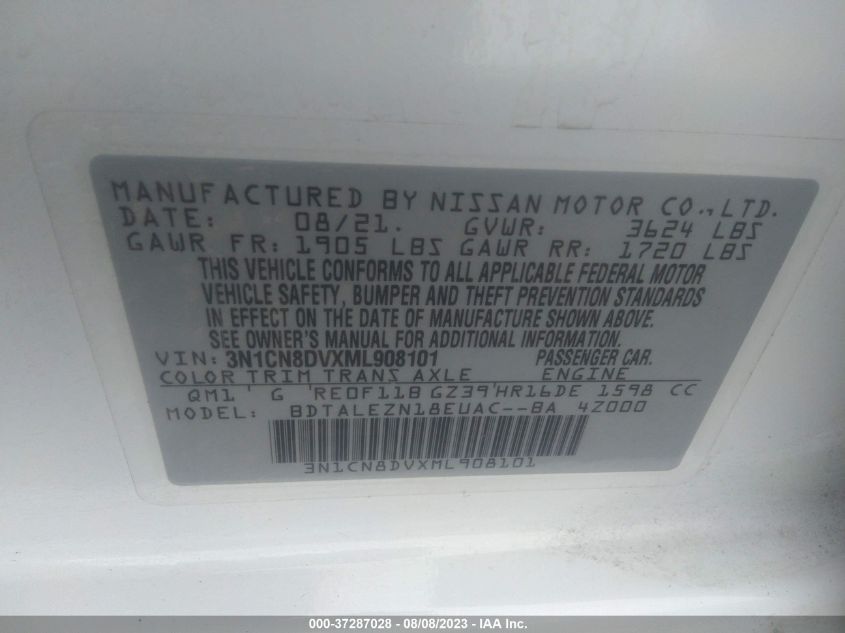 MANUFACTURED BY NISSAN MOTOR CO., LTD.
DATE: 08/21. GVWR: 3624 LBS
GAWR FR: 1905 LBS GAWR RR: 1720 LBS
THIS VEHICLE CONFORMS TO ALL APPLICABLE FEDERAL MOTOR
VEHICLE SAFETY, BUMPER AND THEFT PREVENTION STANDARDS
IN EFFECT ON THE DATE OF MANUFACTURE SHOWN ABOVE.
SEE OWNER'S MANUAL FOR ADDITIONAL INFORMATION.
VIN: 3N1CN8DVXML908101 PASSENGER CAR.
COLOR TRIM TRANS AXLE ENGINE
QM1 G RE0F11B GZ39 HR16DE 1598 CC
MODEL: BDTALEZN18EUAC--BA 4Z000
3N1CN8DVXML908101
000-37287028 - 08/08/2023 - IAA Inc.